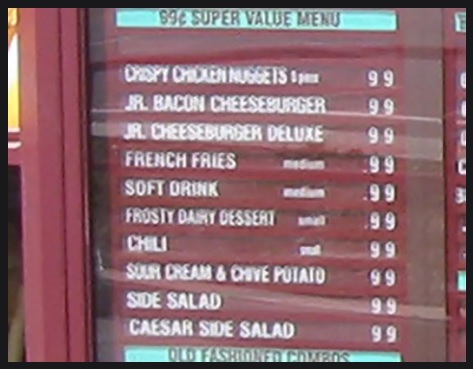 99¢ SUPER VALUE MENU
CRISPY CHICKEN NUGGETS 99
JR. BACON CHEESEBURGER 99
JR. CHEESEBURGER DELUXE 99
FRENCH FRIES medium .99
SOFT DRINK medium .99
FROSTY DAIRY DESSERT small .99
CHILI small 99
SOUR CREAM & CHIVE POTATO 99
SIDE SALAD 99
CAESAR SIDE SALAD 99
OLD FASHIONED COMBOS